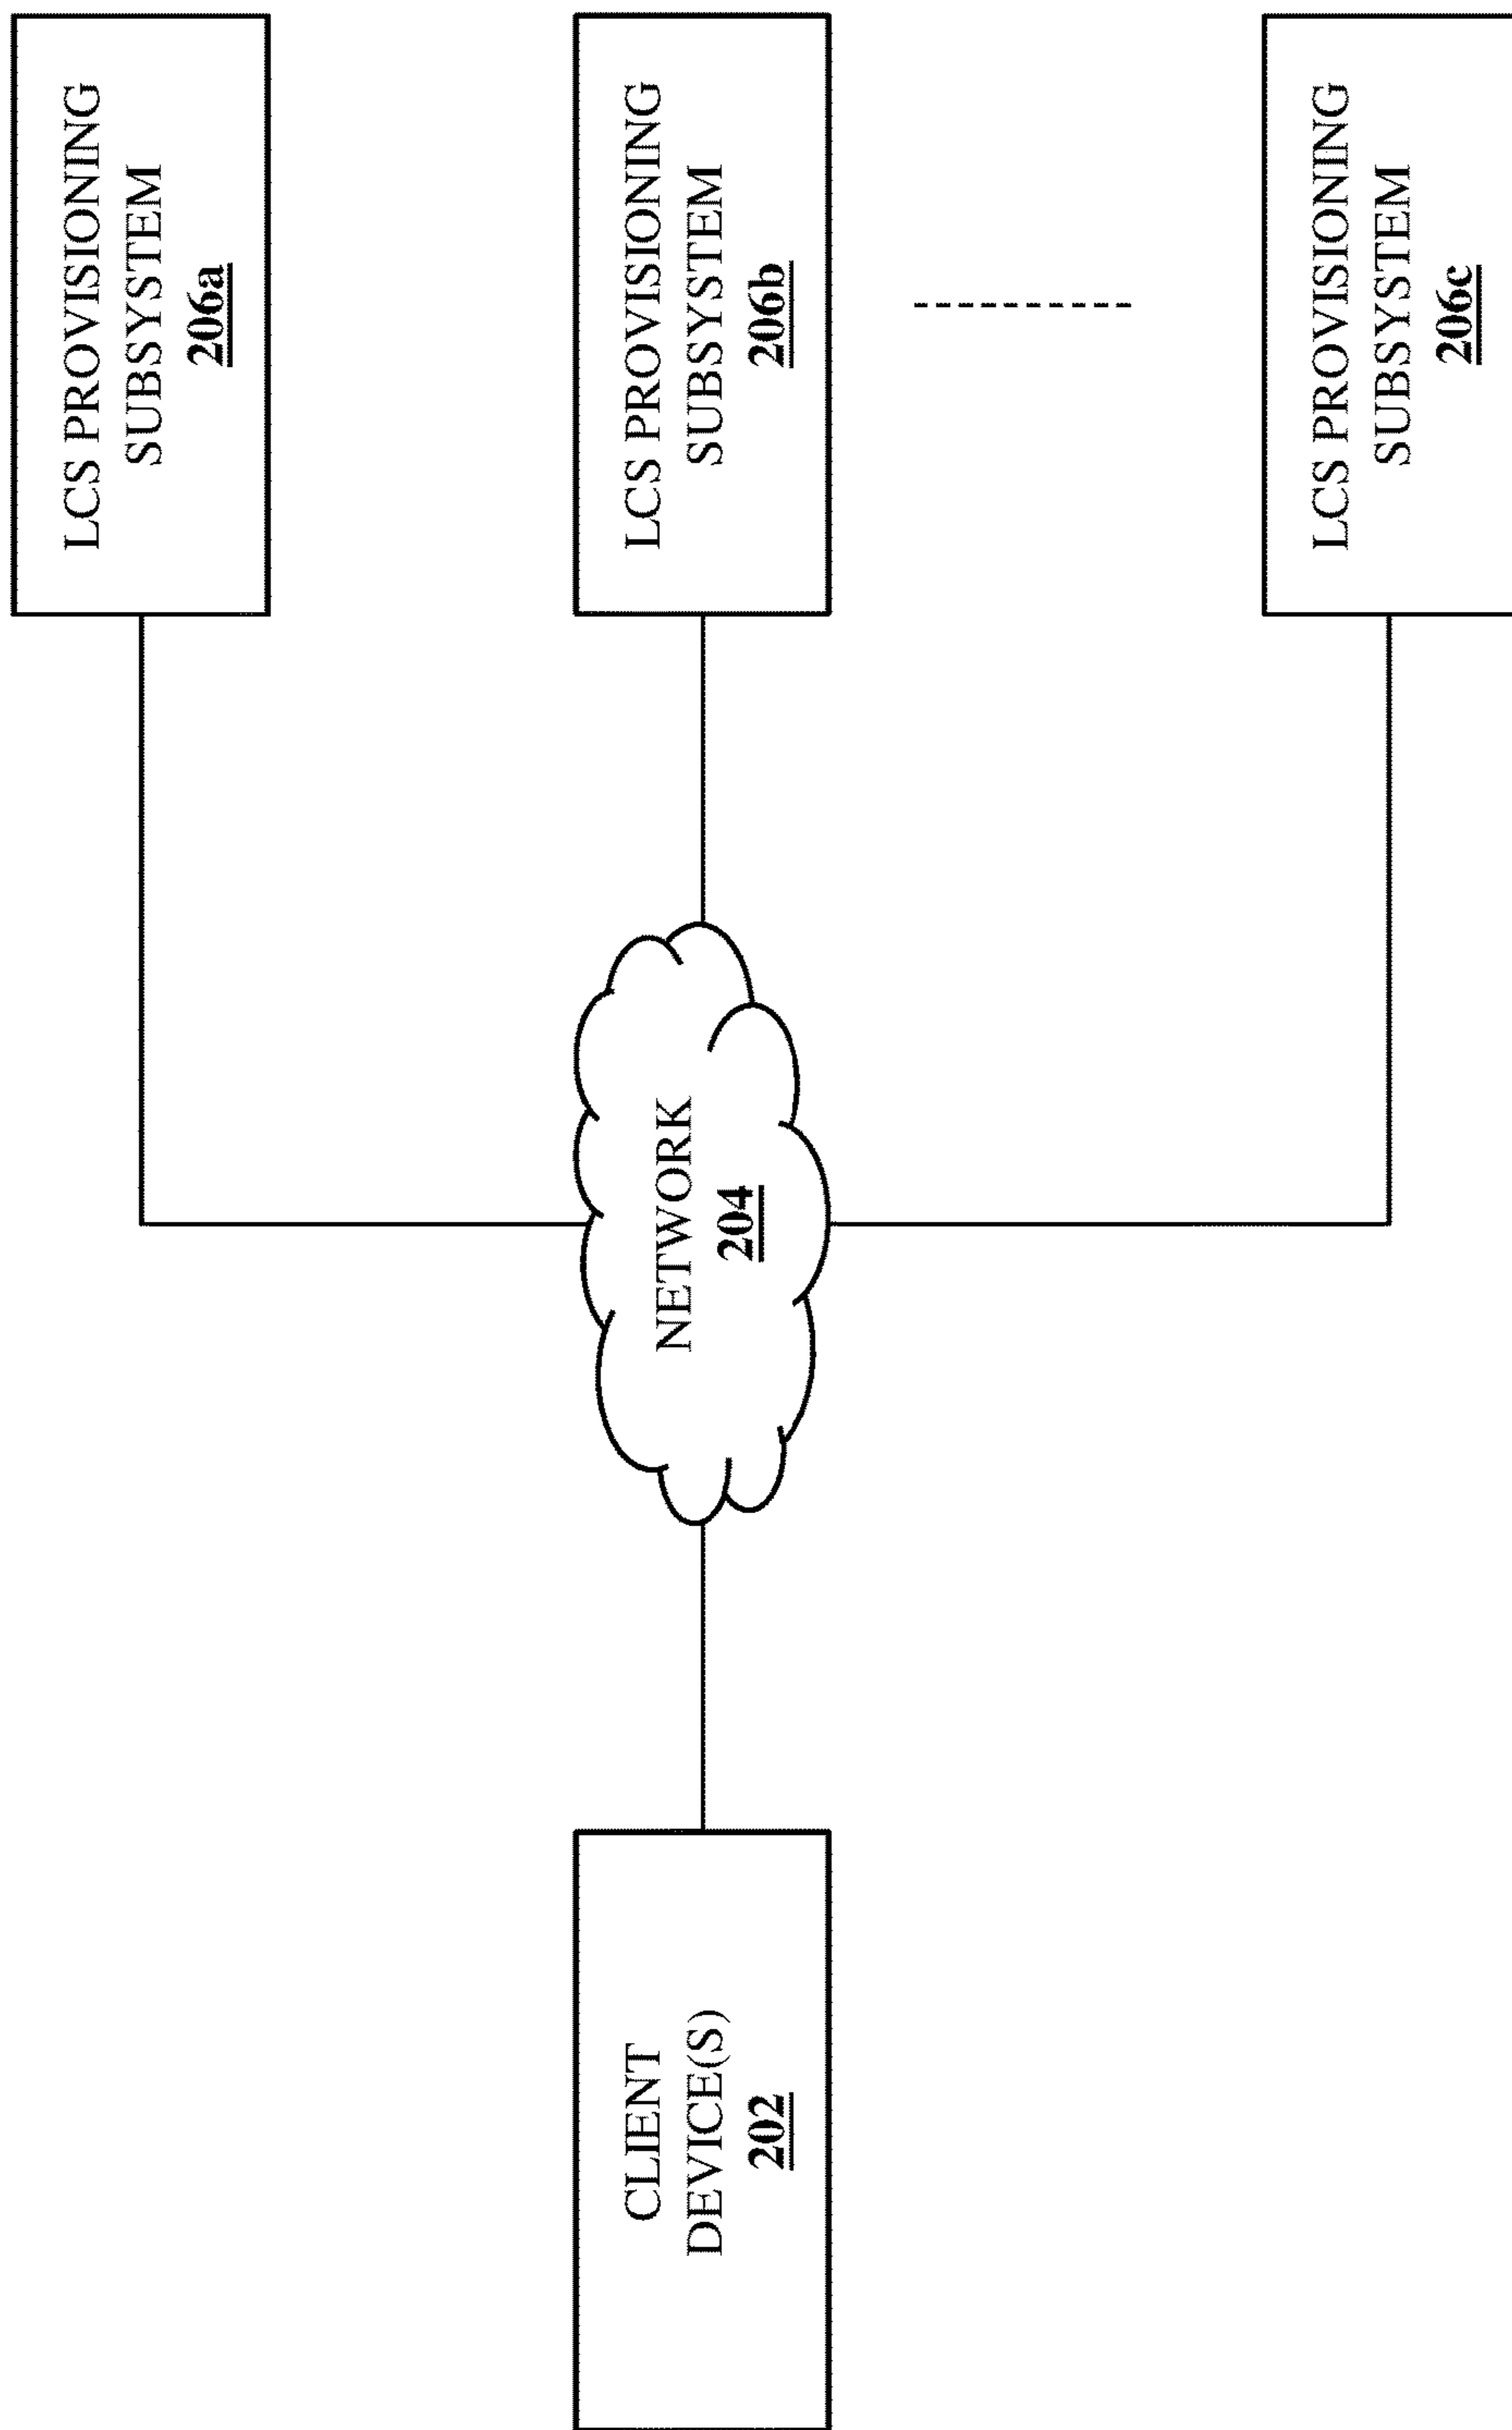 LCS PROVISIONING
SUBSYSTEM
206a
LCS PROVISIONING
SUBSYSTEM
206b
LCS PROVISIONING
SUBSYSTEM
206c
NETWORK
204
CLIENT
DEVICE(S)
202